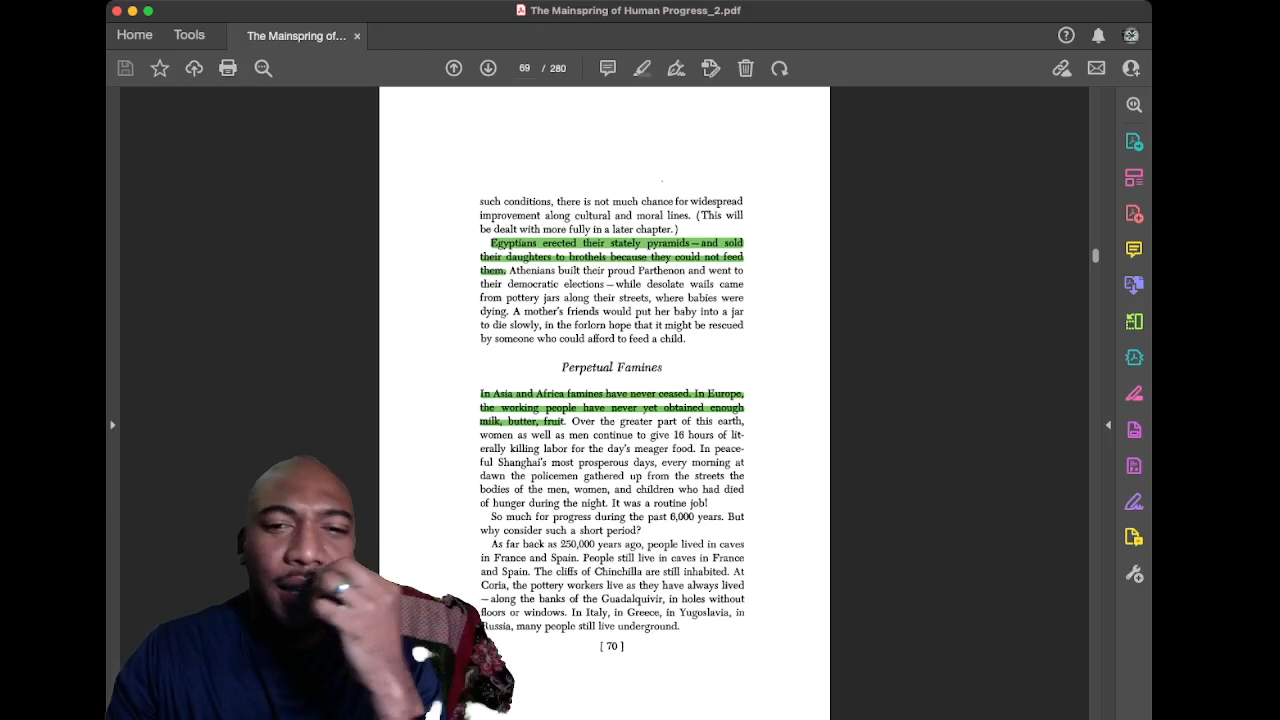 The Mainspring of Human Progress_2.pdf
Home Tools The Mainspring of... ×
69 / 280
such conditions, there is not much chance for widespread
improvement along cultural and moral lines. (This will
be dealt with more fully in a later chapter.)
Egyptians erected their stately pyramids—and sold
their daughters to brothels because they could not feed
them. Athenians built their proud Parthenon and went to
their democratic elections—while desolate wails came
from pottery jars along their streets, where babies were
dying. A mother's friends would put her baby into a jar
to die slowly, in the forlorn hope that it might be rescued
by someone who could afford to feed a child.
Perpetual Famines
In Asia and Africa famines have never ceased. In Europe,
the working people have never yet obtained enough
milk, butter, fruit. Over the greater part of this earth,
women as well as men continue to give 16 hours of lit-
erally killing labor for the day's meager food. In peace-
ful Shanghai's most prosperous days, every morning at
dawn the policemen gathered up from the streets the
bodies of the men, women, and children who had died
of hunger during the night. It was a routine job!
So much for progress during the past 6,000 years. But
why consider such a short period?
As far back as 250,000 years ago, people lived in caves
in France and Spain. People still live in caves in France
and Spain. The cliffs of Chinchilla are still inhabited. At
Coria, the pottery workers live as they have always lived
—along the banks of the Guadalquivir, in holes without
floors or windows. In Italy, in Greece, in Yugoslavia, in
Russia, many people still live underground.
[ 70 ]